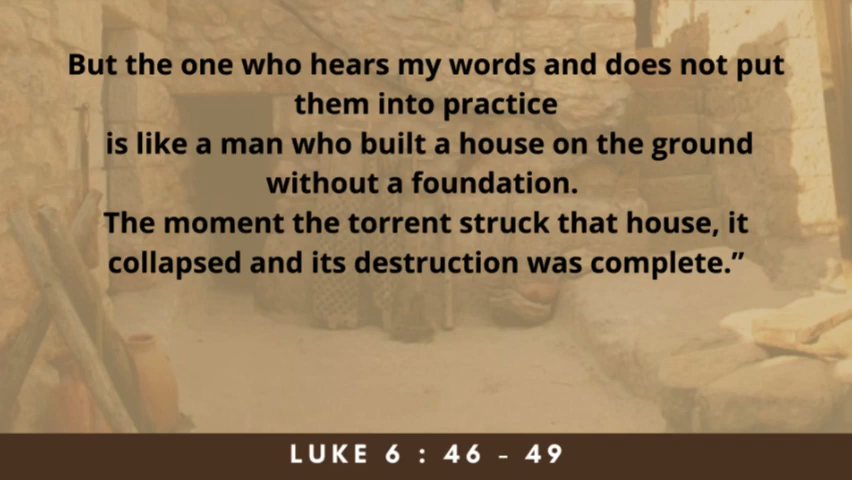 But the one who hears my words and does not put
them into practice
is like a man who built a house on the ground
without a foundation.
The moment the torrent struck that house, it
collapsed and its destruction was complete.”
LUKE 6 : 46 - 49